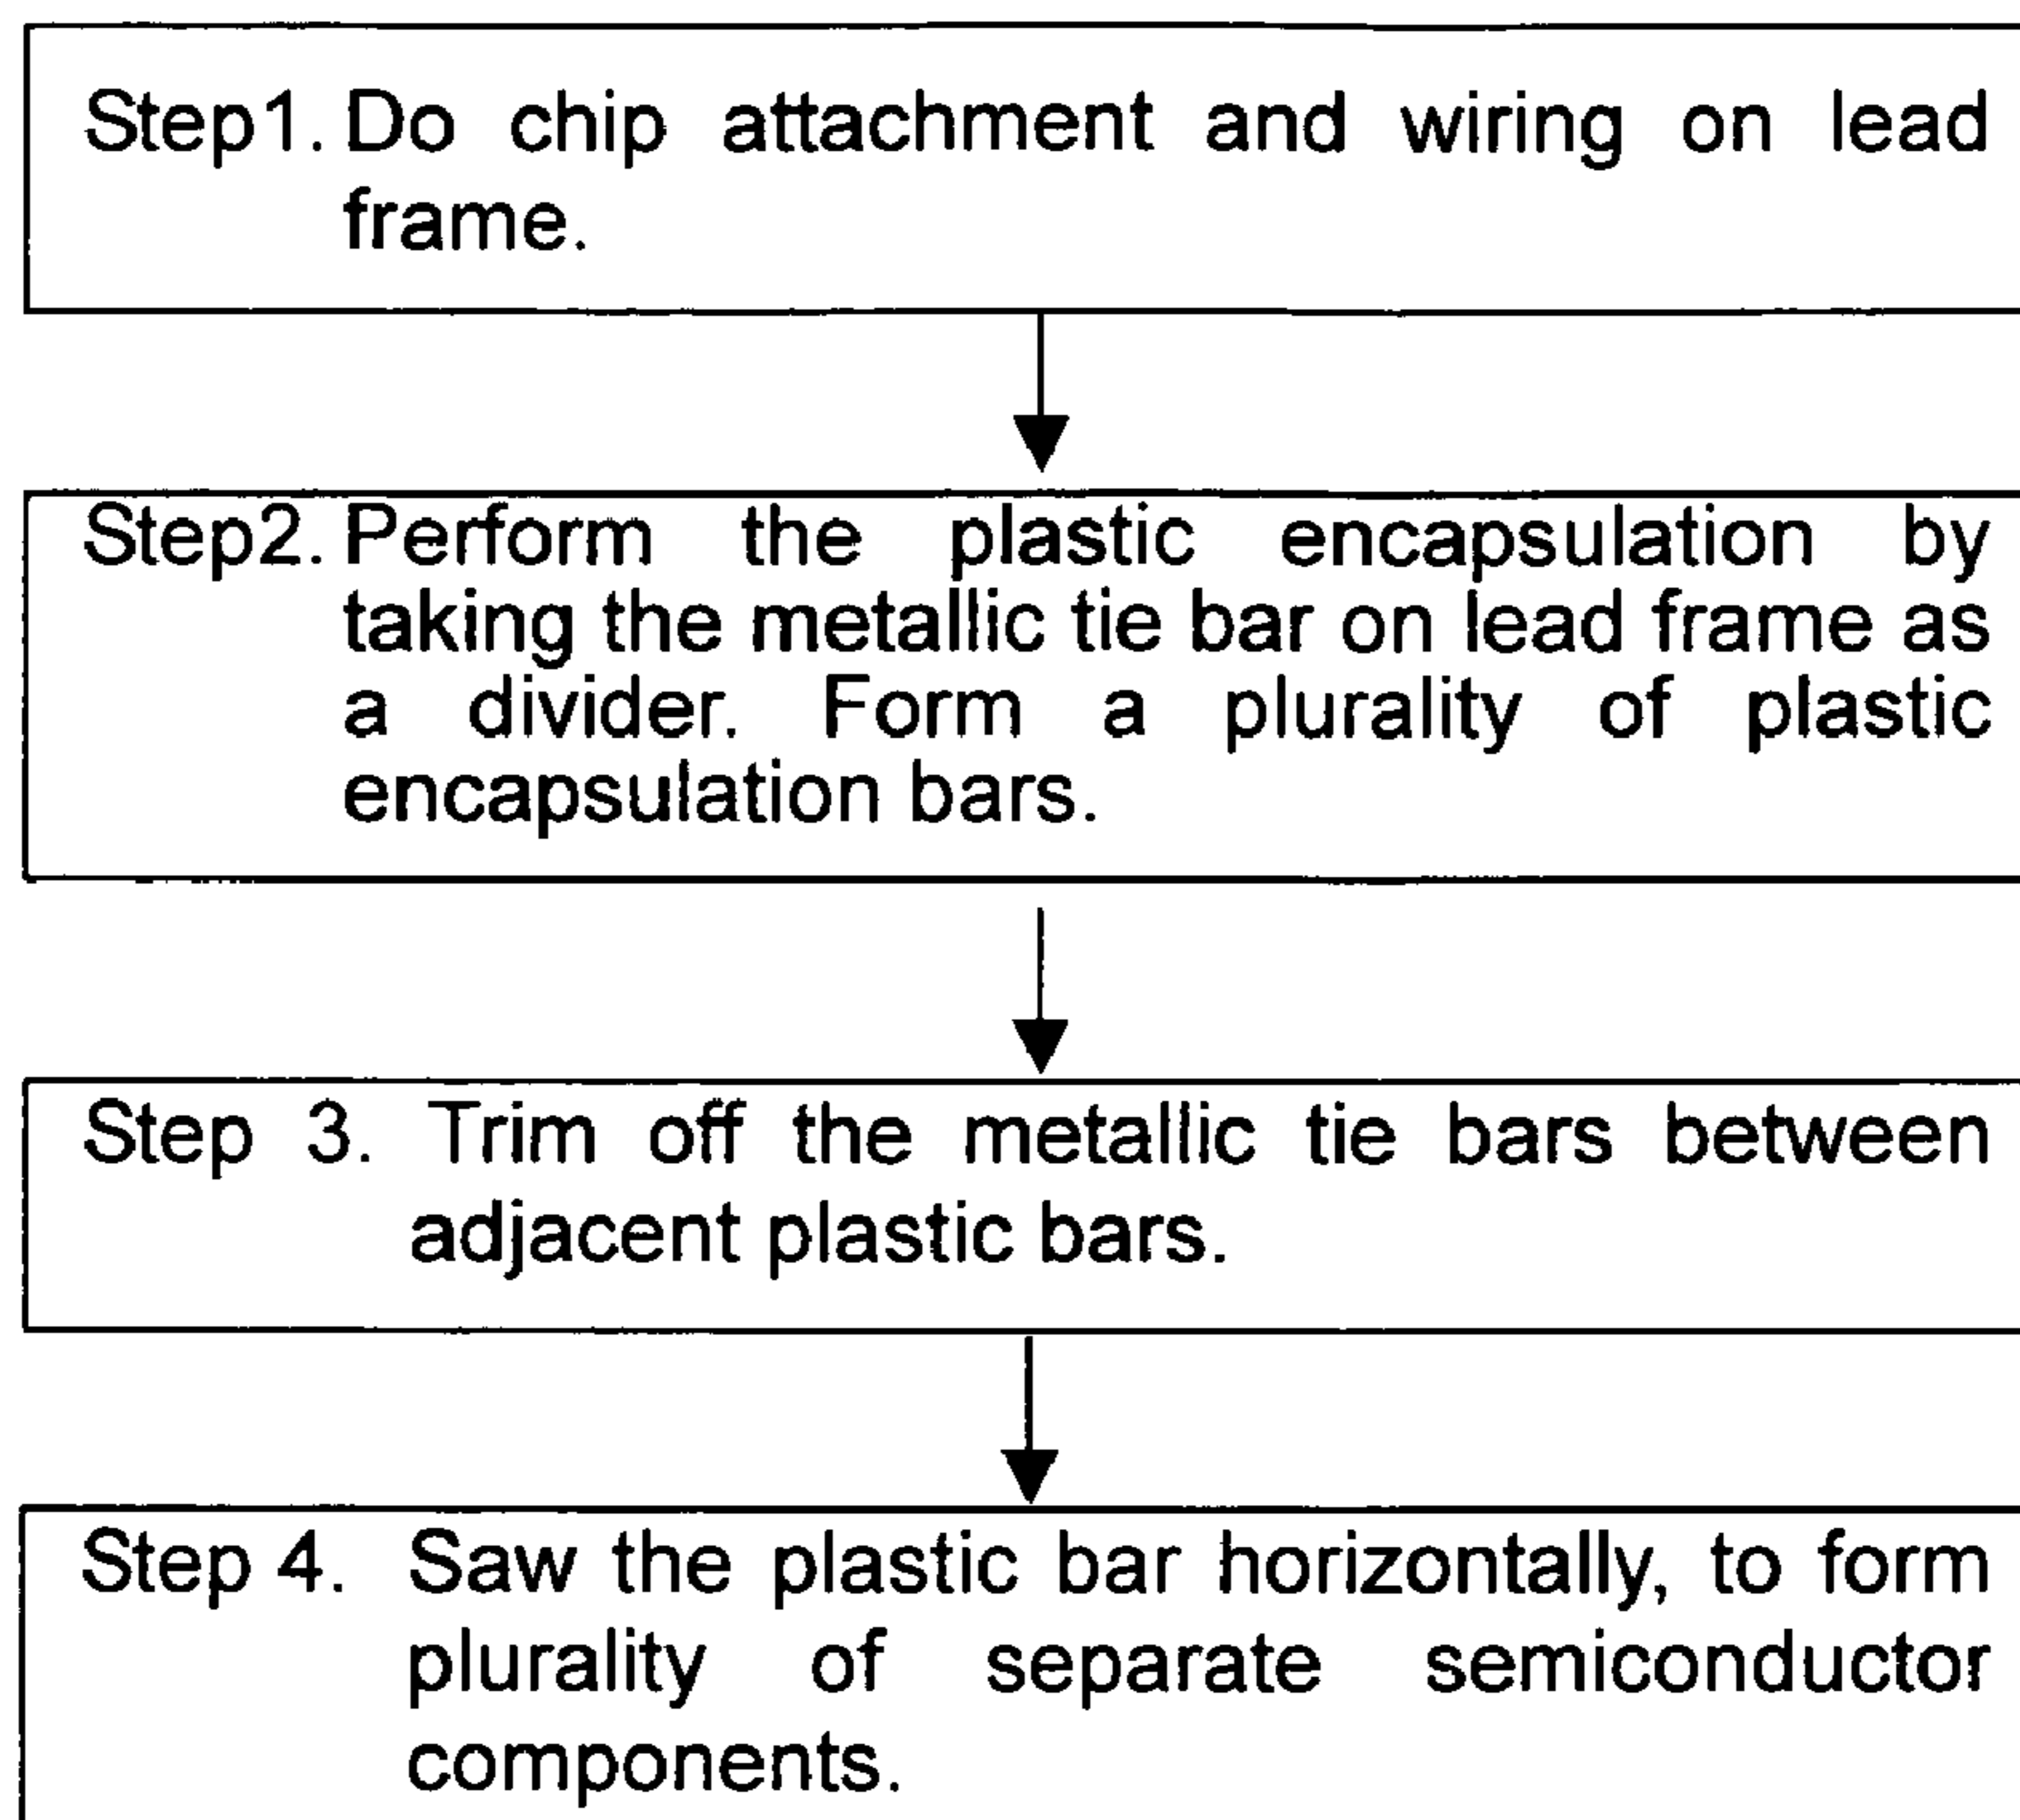 Step1. Do chip attachment and wiring on lead
frame.
Step2. Perform the plastic encapsulation by
taking the metallic tie bar on lead frame as
a divider. Form a plurality of plastic
encapsulation bars.
Step 3. Trim off the metallic tie bars between
adjacent plastic bars.
Step 4. Saw the plastic bar horizontally, to form
plurality of separate semiconductor
components.